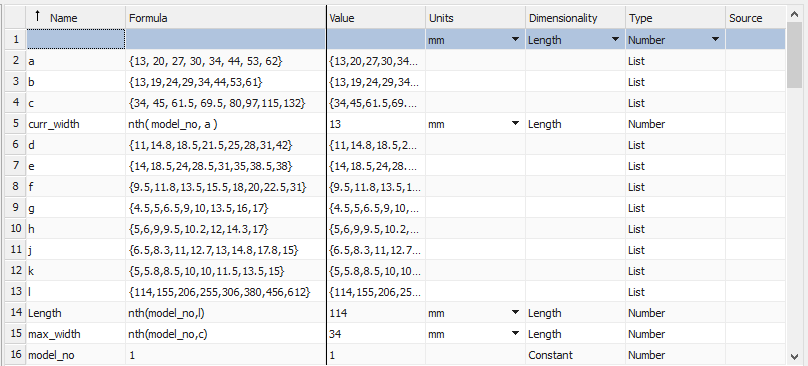 ↑ Name Formula Value Units Dimensionality Type Source
1 mm Length Number
2 a {13, 20, 27, 30, 34, 44, 53, 62} {13,20,27,30,34... List
3 b {13,19,24,29,34,44,53,61} {13,19,24,29,34... List
4 c {34, 45, 61.5, 69.5, 80,97,115,132} {34,45,61.5,69.... List
5 curr_width nth( model_no, a ) 13 mm Length Number
6 d {11,14.8,18.5,21.5,25,28,31,42} {11,14.8,18.5,2... List
7 e {14,18.5,24,28.5,31,35,38.5,38} {14,18.5,24,28.... List
8 f {9.5,11.8,13.5,15.5,18,20,22.5,31} {9.5,11.8,13.5,1... List
9 g {4.5,5,6.5,9,10,13.5,16,17} {4.5,5,6.5,9,10,... List
10 h {5,6,9,9.5,10.2,12,14.3,17} {5,6,9,9.5,10.2,... List
11 j {6.5,8.3,11,12.7,13,14.8,17.8,15} {6.5,8.3,11,12.7... List
12 k {5,5.8,8.5,10,10,11.5,13.5,15} {5,5.8,8.5,10,10... List
13 l {114,155,206,255,306,380,456,612} {114,155,206,25... List
14 Length nth(model_no,l) 114 mm Length Number
15 max_width nth(model_no,c) 34 mm Length Number
16 model_no 1 1 Constant Number